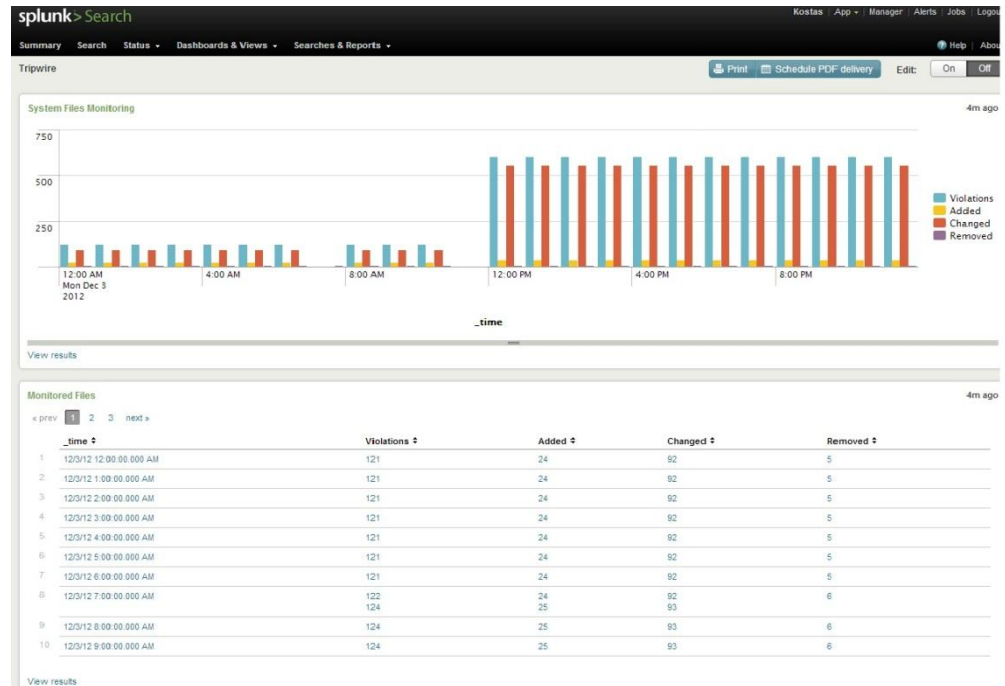 splunk> Search
Kostas | App | Manager | Alerts | Jobs | Logou
Summary Search Status Dashboards & Views Searches & Reports
Help | Abou
Tripwire
Print Schedule PDF delivery Edit: On Off
System Files Monitoring 4m ago
750
500
250
Violations
Added
Changed
Removed
12:00 AM 4:00 AM 8:00 AM 12:00 PM 4:00 PM 8:00 PM
Mon Dec 3
2012
_time
View results
Monitored Files 4m ago
« prev 1 2 3 next »
_time Violations Added Changed Removed
1 12/3/12 12:00:00.000 AM 121 24 92 5
2 12/3/12 1:00:00.000 AM 121 24 92 5
3 12/3/12 2:00:00.000 AM 121 24 92 5
4 12/3/12 3:00:00.000 AM 121 24 92 5
5 12/3/12 4:00:00.000 AM 121 24 92 5
6 12/3/12 5:00:00.000 AM 121 24 92 5
7 12/3/12 6:00:00.000 AM 121 24 92 5
8 12/3/12 7:00:00.000 AM 122 24 92 6
124 25 93
9 12/3/12 8:00:00.000 AM 124 25 93 6
10 12/3/12 9:00:00.000 AM 124 25 93 6
View results